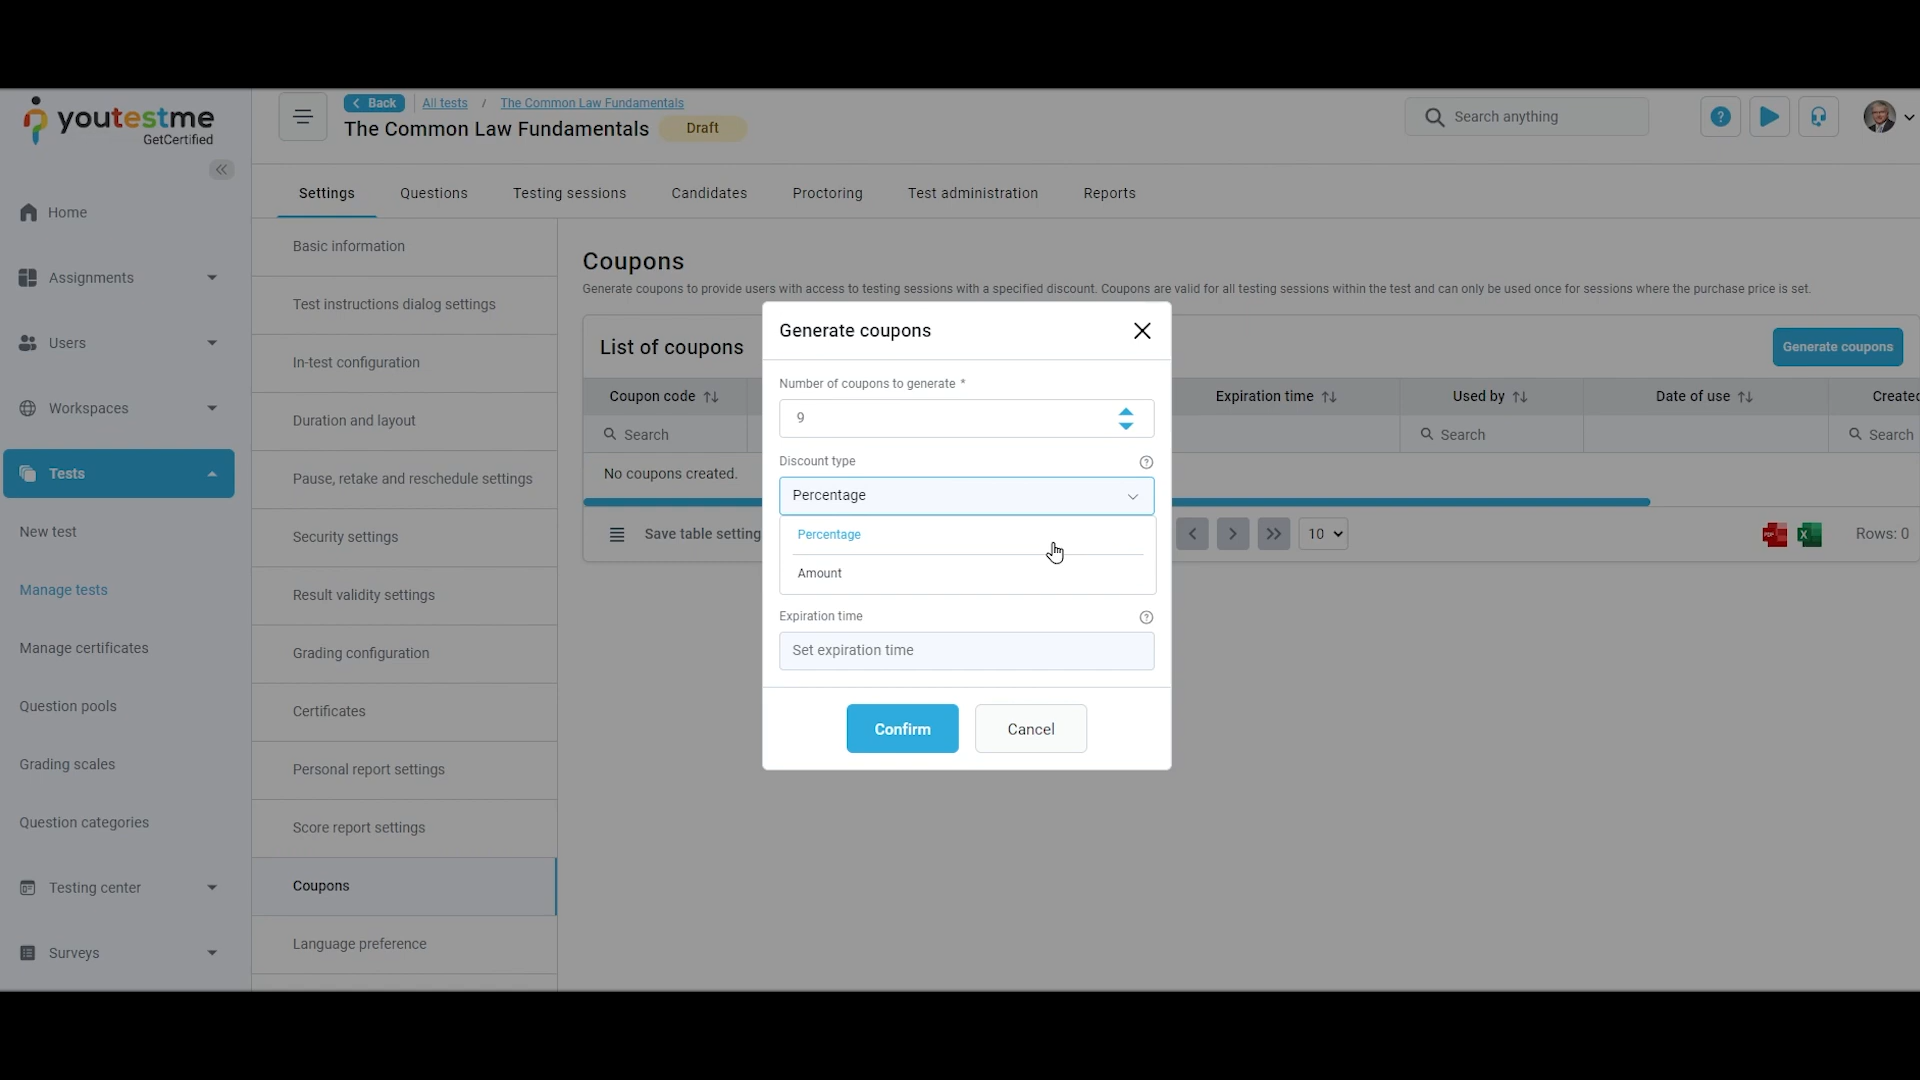 youtestme
GetCertified
Back
All tests / The Common Law Fundamentals
The Common Law Fundamentals
Draft
Search anything
Home
Assignments
Users
Workspaces
Tests
New test
Manage tests
Manage certificates
Question pools
Grading scales
Question categories
Testing center
Surveys
Settings Questions Testing sessions Candidates Proctoring Test administration Reports
Basic information
Test instructions dialog settings
In-test configuration
Duration and layout
Pause, retake and reschedule settings
Security settings
Result validity settings
Grading configuration
Certificates
Personal report settings
Score report settings
Coupons
Language preference
Coupons
Generate coupons to provide users with access to testing sessions with a specified discount. Coupons are valid for all testing sessions within the test and can only be used once for sessions where the purchase price is set.
List of coupons
Generate coupons
Coupon code Expiration time Used by Date of use Created
Search Search Search
No coupons created.
Save table setting
10
PDF
X
Rows: 0
Generate coupons
Number of coupons to generate *
9
Discount type
Percentage
Percentage
Amount
Expiration time
Set expiration time
Confirm
Cancel